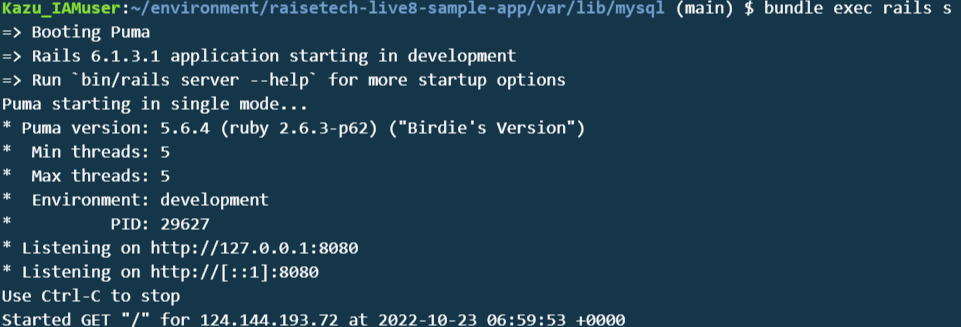 Kazu_IAMuser:~/environment/raisetech-live8-sample-app/var/lib/mysql (main) $ bundle exec rails s
=> Booting Puma
=> Rails 6.1.3.1 application starting in development
=> Run `bin/rails server --help` for more startup options
Puma starting in single mode...
* Puma version: 5.6.4 (ruby 2.6.3-p62) ("Birdie's Version")
*  Min threads: 5
*  Max threads: 5
*  Environment: development
*          PID: 29627
* Listening on http://127.0.0.1:8080
* Listening on http://[::1]:8080
Use Ctrl-C to stop
Started GET "/" for 124.144.193.72 at 2022-10-23 06:59:53 +0000